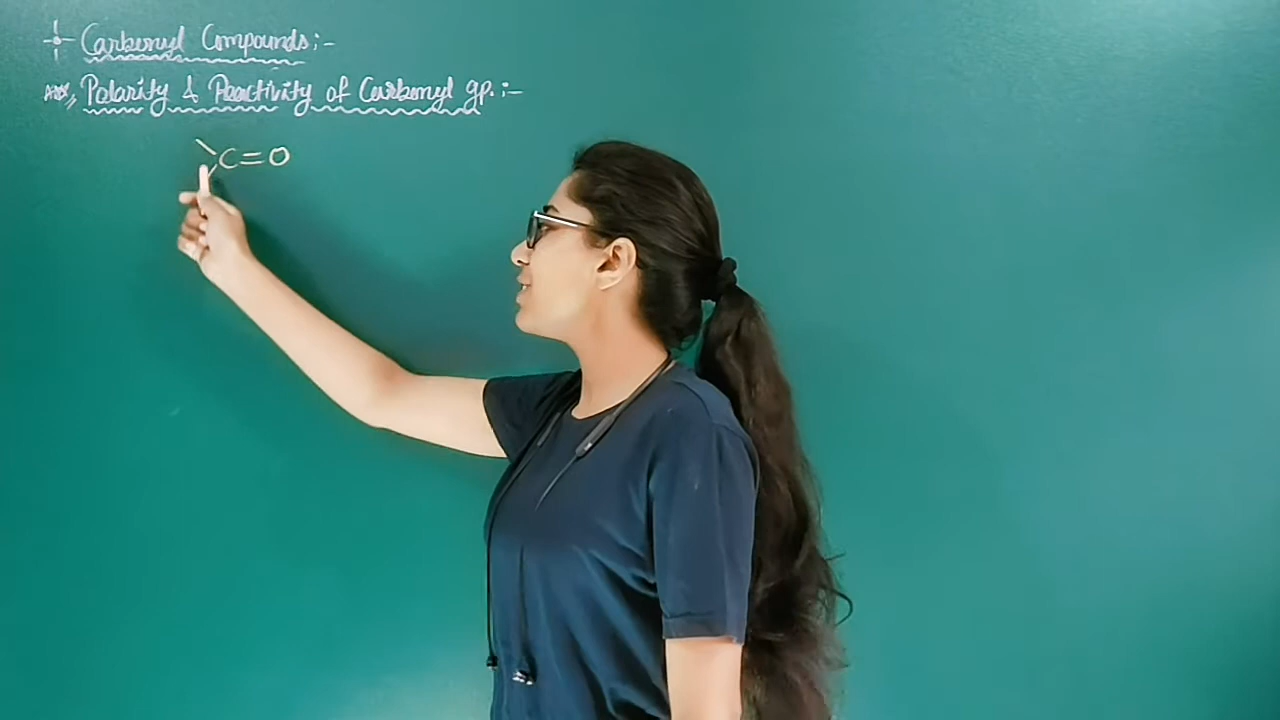 Carbonyl Compounds:-
Polarity & Reactivity of Carbonyl gp.:-
C=O